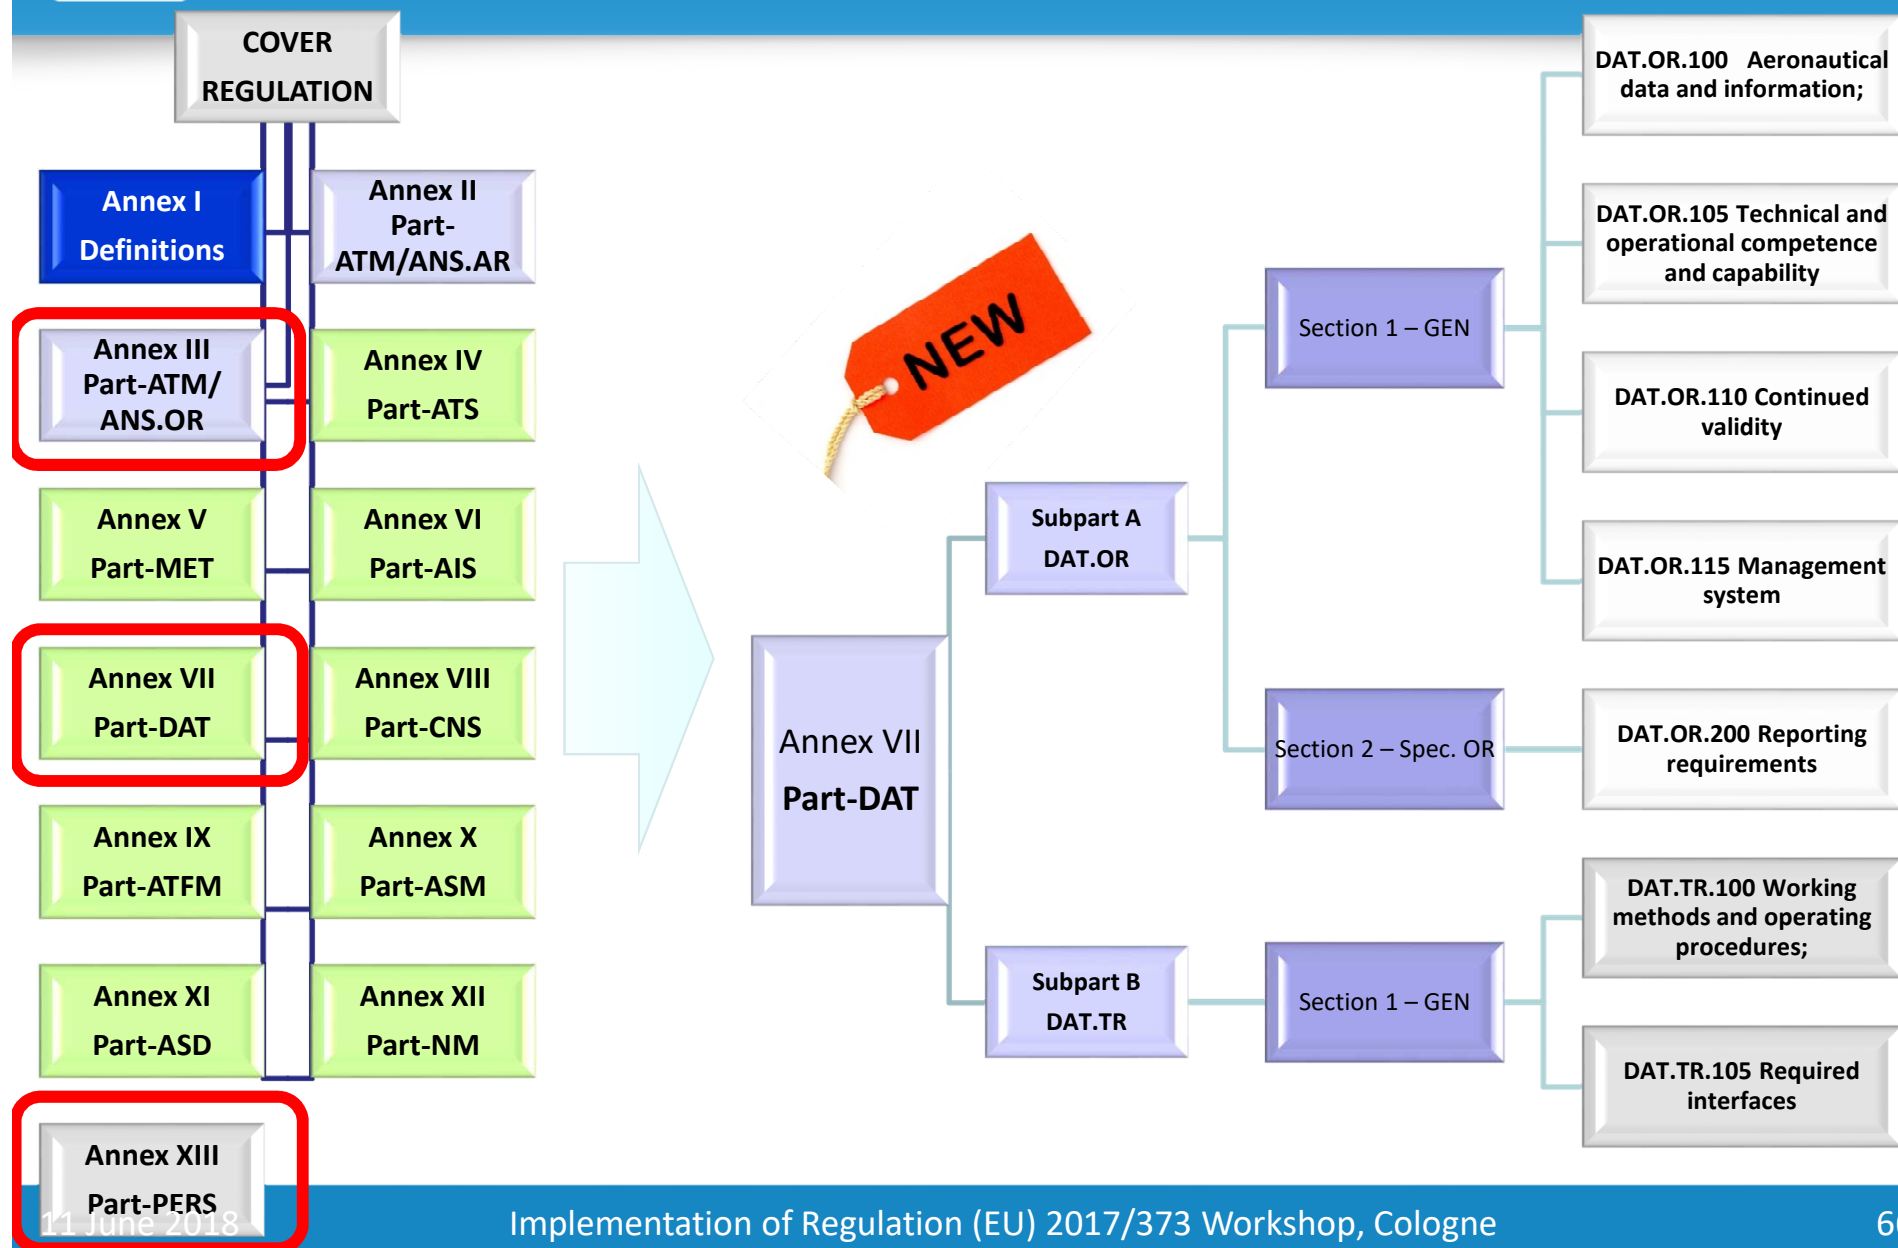 COVER
REGULATION
Annex I
Definitions
Annex II
Part-
ATM/ANS.AR
Annex III
Part-ATM/
ANS.OR
Annex IV
Part-ATS
Annex V
Part-MET
Annex VI
Part-AIS
Annex VII
Part-DAT
Annex VIII
Part-CNS
Annex IX
Part-ATFM
Annex X
Part-ASM
Annex XI
Part-ASD
Annex XII
Part-NM
Annex XIII
Part-PERS
NEW
Annex VII
Part-DAT
Subpart A
DAT.OR
Subpart B
DAT.TR
Section 1 – GEN
Section 2 – Spec. OR
Section 1 – GEN
DAT.OR.100 Aeronautical
data and information;
DAT.OR.105 Technical and
operational competence
and capability
DAT.OR.110 Continued
validity
DAT.OR.115 Management
system
DAT.OR.200 Reporting
requirements
DAT.TR.100 Working
methods and operating
procedures;
DAT.TR.105 Required
interfaces
11 June 2018
Implementation of Regulation (EU) 2017/373 Workshop, Cologne